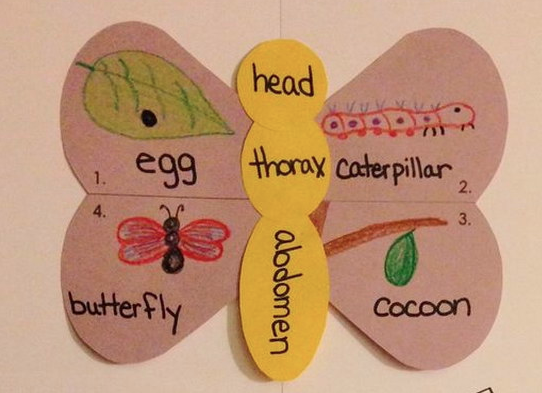 head
thorax
abdomen
1.
egg
2.
caterpillar
3.
cocoon
4.
butterfly